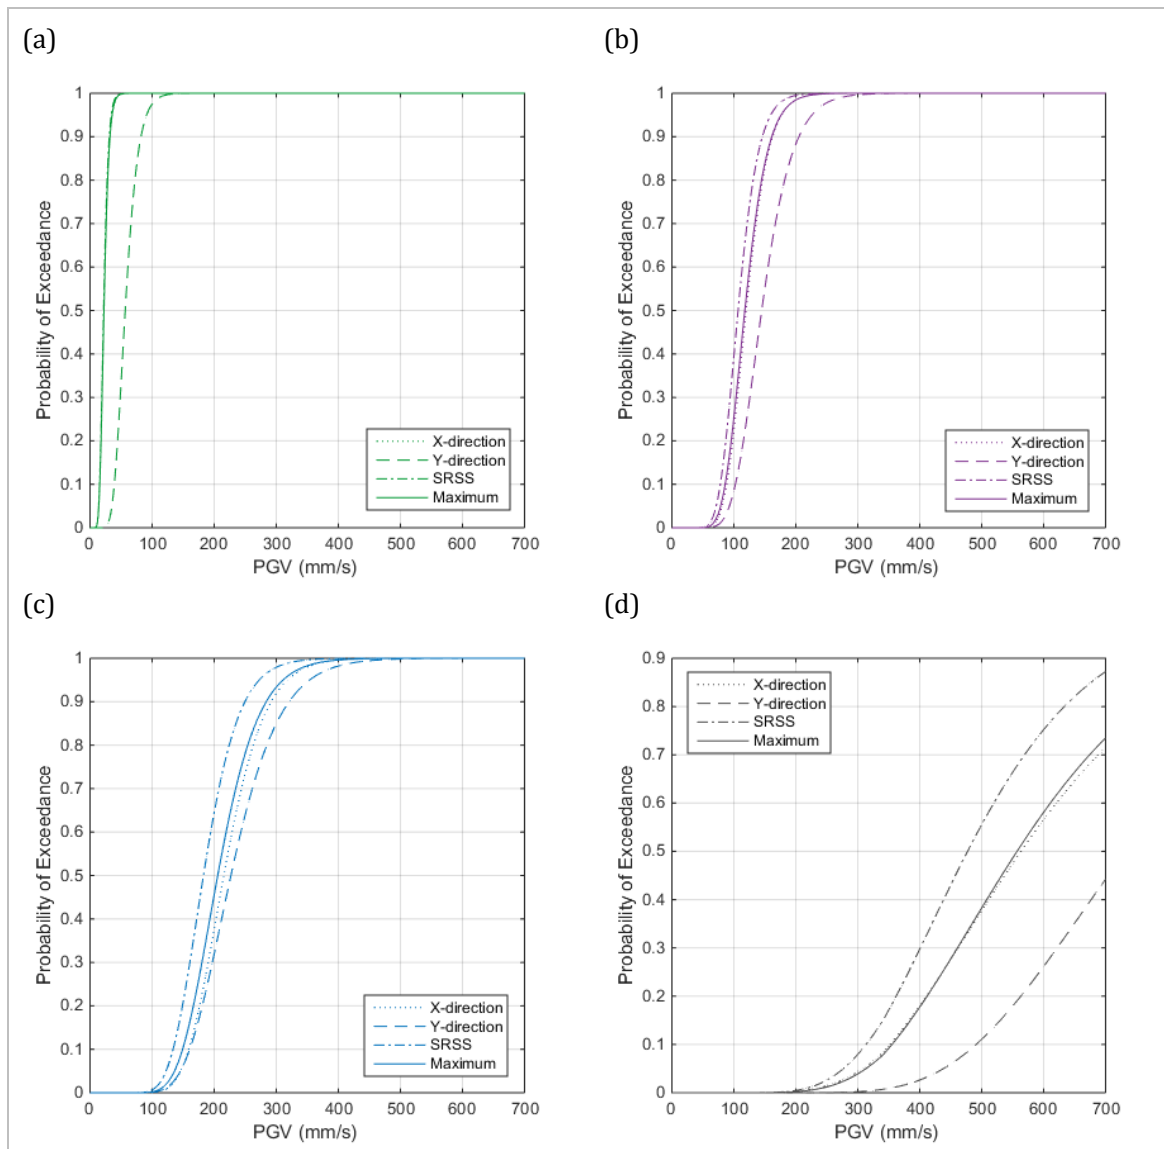 (a)
1
0.9
0.8
0.7
0.6
0.5
0.4
0.3
0.2
0.1
0
Probability of Exceedance
X-direction
Y-direction
SRSS
Maximum
0 100 200 300 400 500 600 700
PGV (mm/s)
(b)
1
0.9
0.8
0.7
0.6
0.5
0.4
0.3
0.2
0.1
0
Probability of Exceedance
X-direction
Y-direction
SRSS
Maximum
0 100 200 300 400 500 600 700
PGV (mm/s)
(c)
1
0.9
0.8
0.7
0.6
0.5
0.4
0.3
0.2
0.1
0
Probability of Exceedance
X-direction
Y-direction
SRSS
Maximum
0 100 200 300 400 500 600 700
PGV (mm/s)
(d)
0.9
0.8
0.7
0.6
0.5
0.4
0.3
0.2
0.1
0
Probability of Exceedance
X-direction
Y-direction
SRSS
Maximum
0 100 200 300 400 500 600 700
PGV (mm/s)